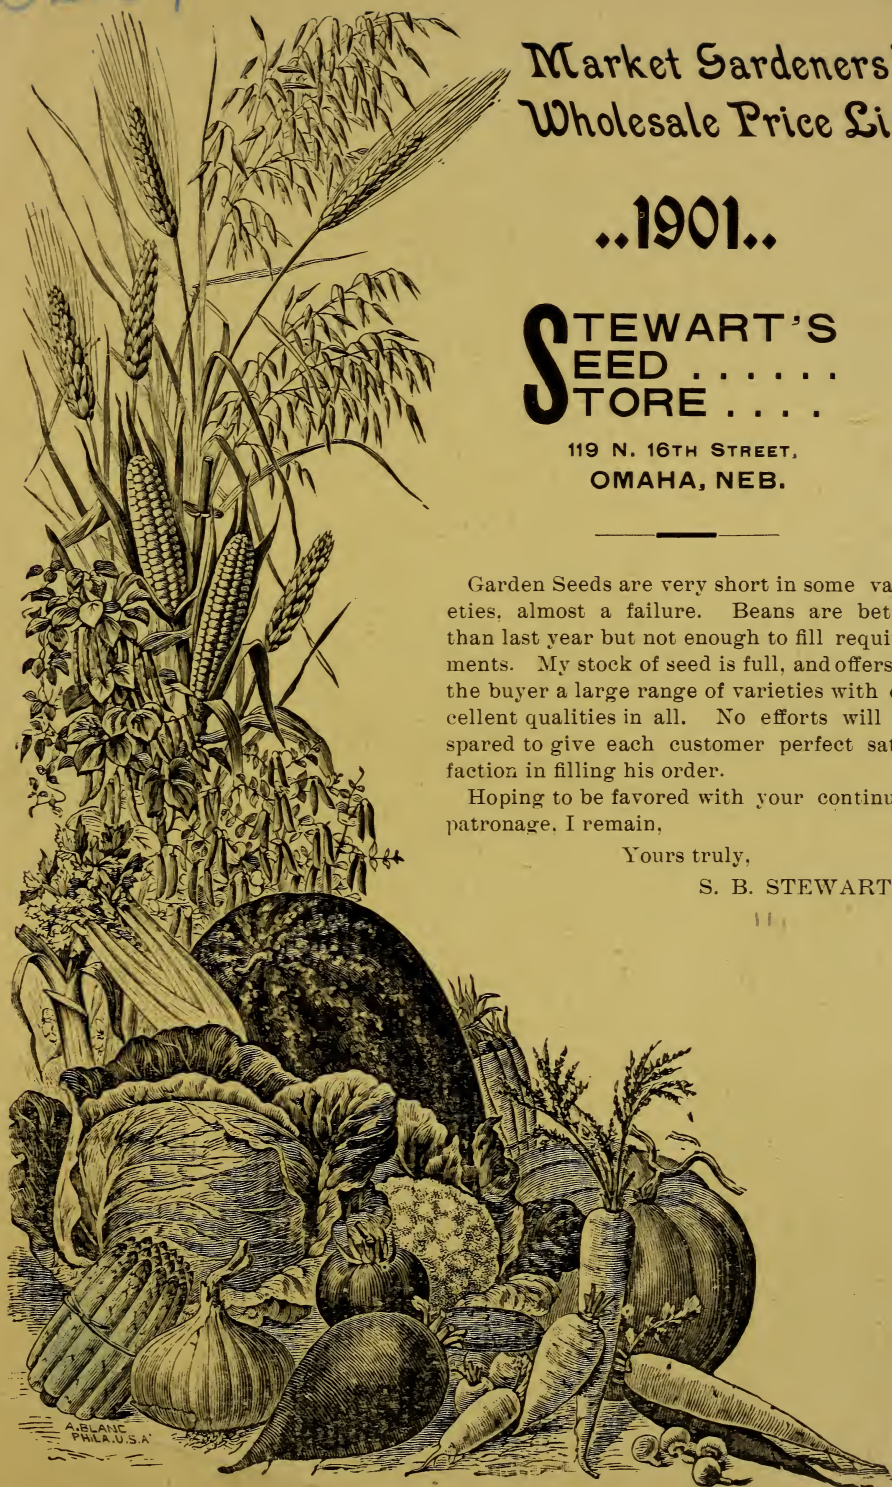 Market Gardeners'
Wholesale Price Li
..1901..
STEWART'S
SEED ......
STORE ....
119 N. 16TH STREET,
OMAHA, NEB.
Garden Seeds are very short in some va
eties, almost a failure. Beans are bet
than last year but not enough to fill requi
ments. My stock of seed is full, and offers
the buyer a large range of varieties with
cellent qualities in all. No efforts will
spared to give each customer perfect sat
faction in filling his order.
Hoping to be favored with your continu
patronage, I remain,
Yours truly,
S. B. STEWART
A. BLANC
PHILA. U.S.A.